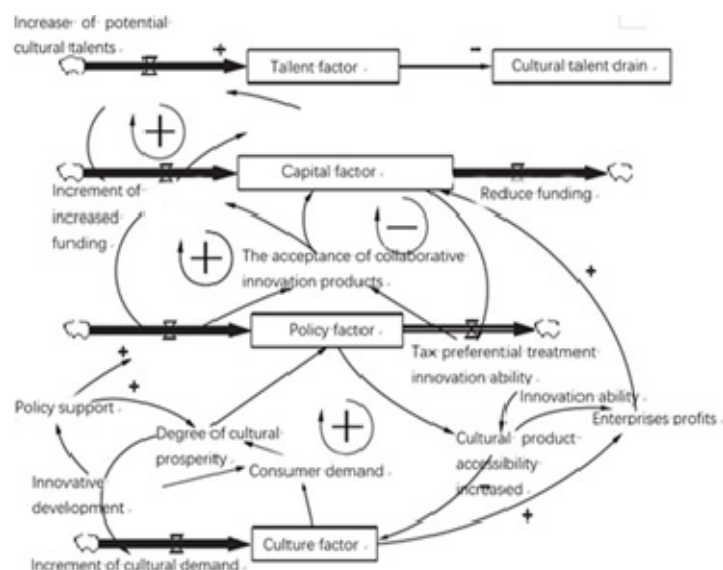 Increase of potential
cultural talents
+
Talent factor
-
Cultural talent drain
+
Capital factor
Increment of
increased
funding
Reduce funding
+
−
The acceptance of collaborative
innovation products
+
Policy factor
Tax preferential treatment
innovation ability
+
+
Policy support
Innovation ability
Enterprises profits
Degree of cultural
prosperity
+
Cultural product
accessibility
increased
Consumer demand
Innovative
development
-
+
Culture factor
Increment of cultural demand